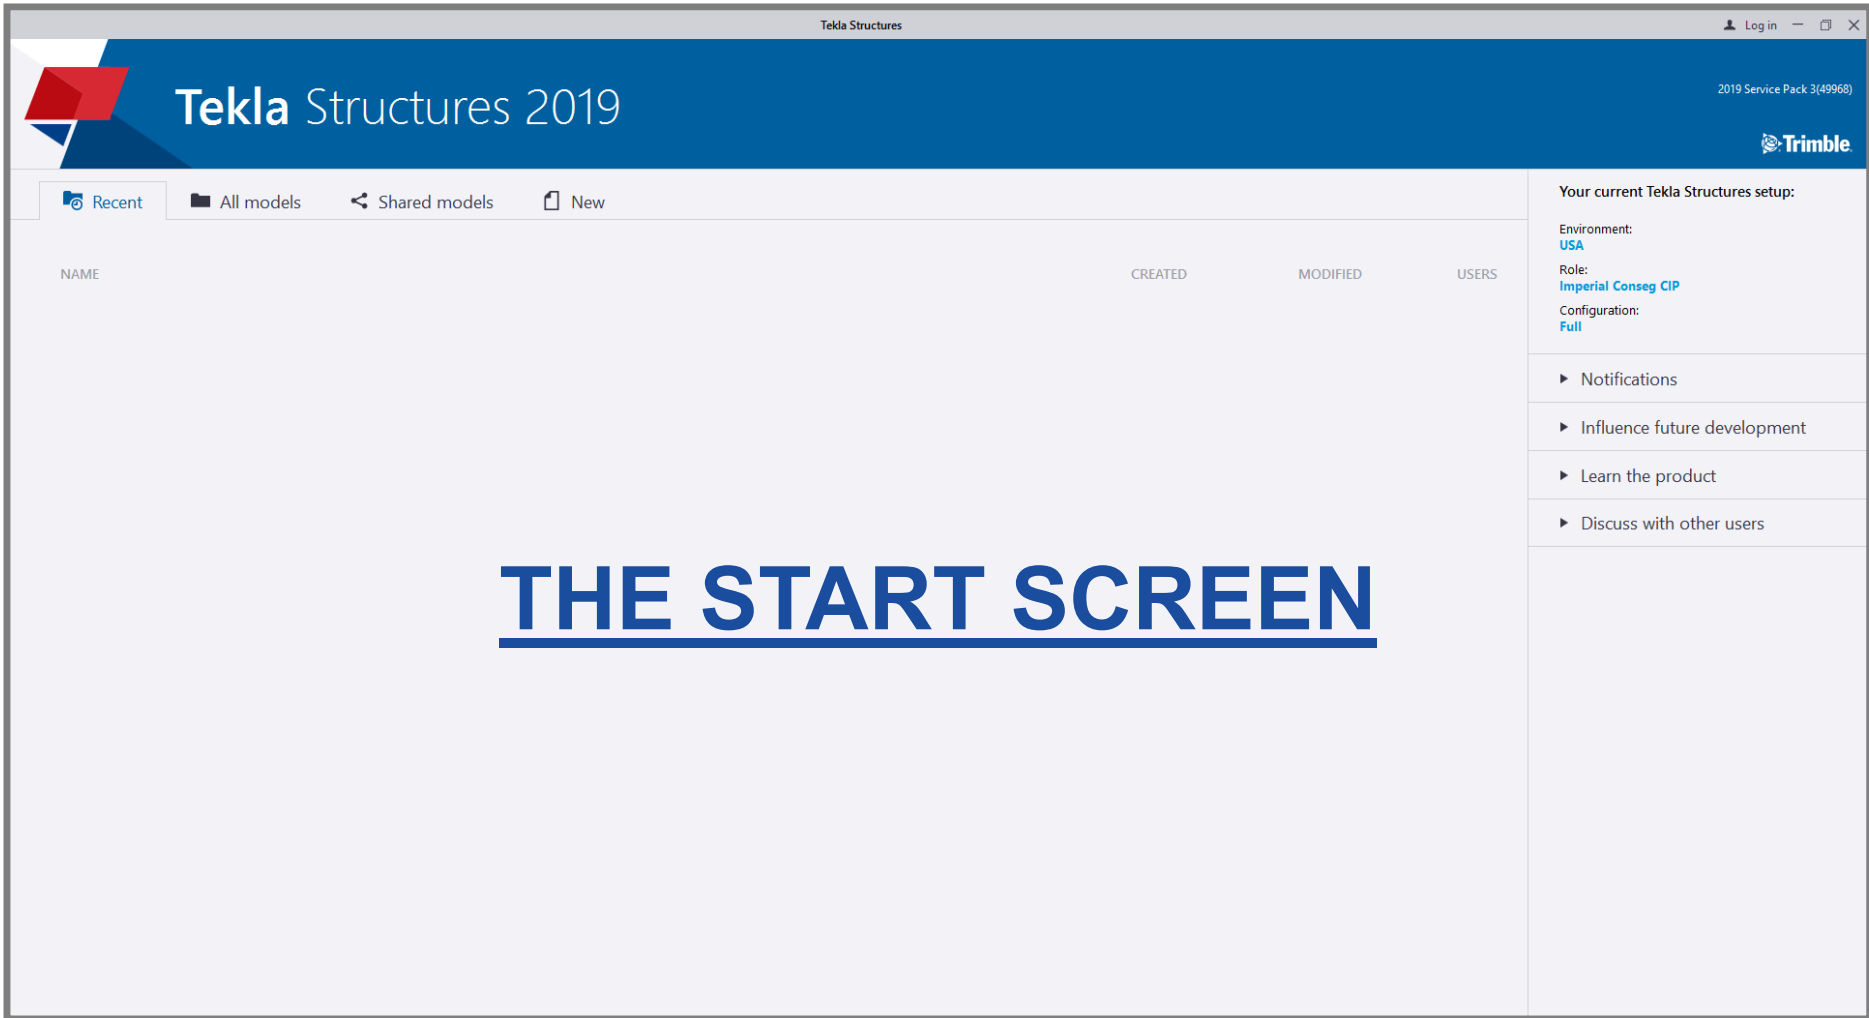 Tekla Structures
Log in
Tekla Structures 2019
2019 Service Pack 3(49968)
Trimble
Recent
All models
Shared models
New
NAME
CREATED
MODIFIED
USERS
THE START SCREEN
Your current Tekla Structures setup:
Environment:
USA
Role:
Imperial Conseg CIP
Configuration:
Full
Notifications
Influence future development
Learn the product
Discuss with other users